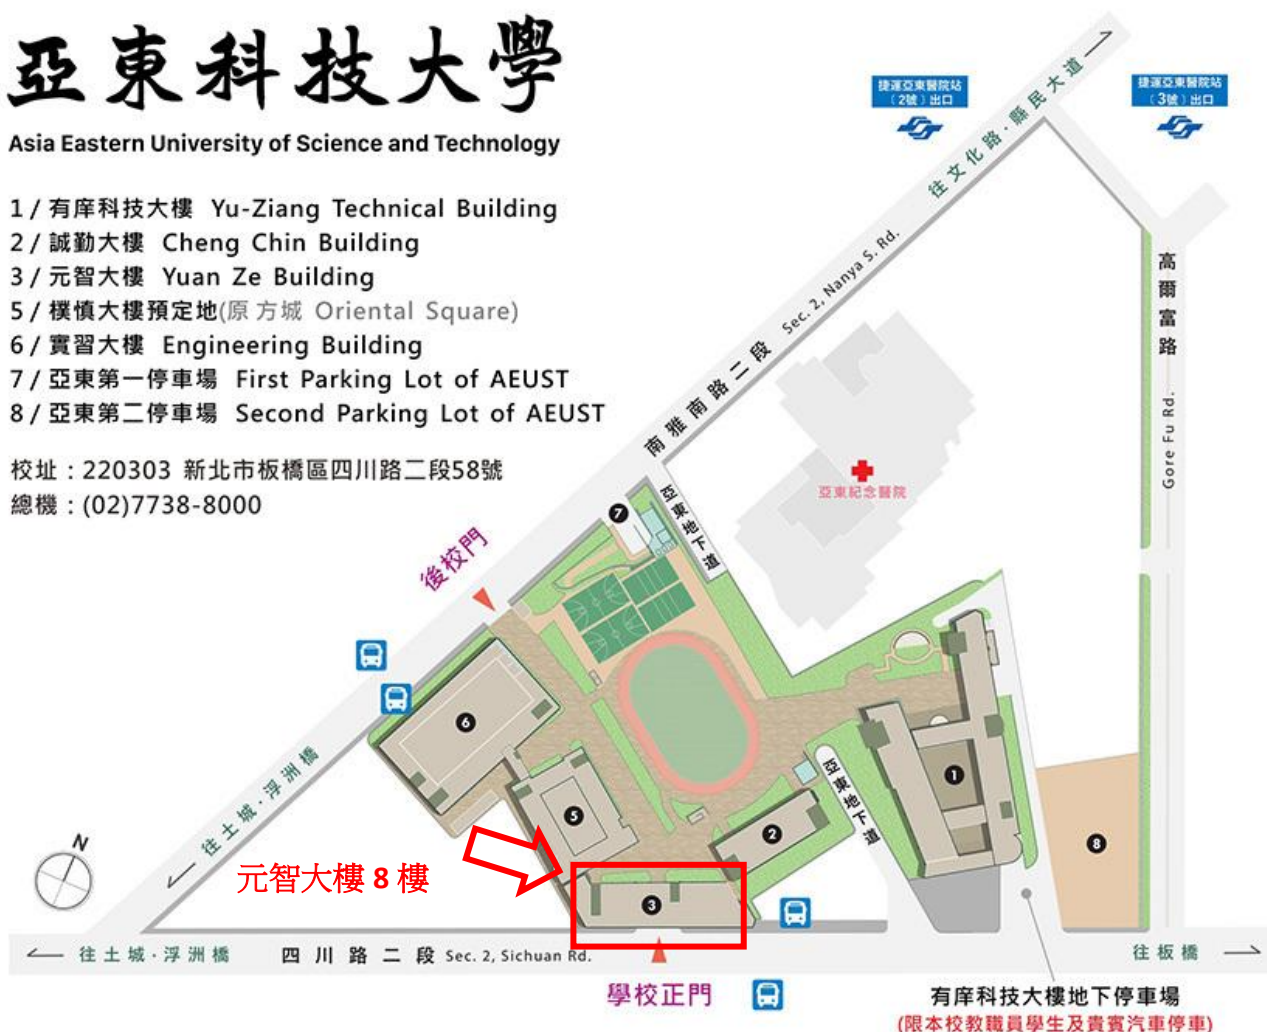 亞東科技大學
Asia Eastern University of Science and Technology
1 / 有庠科技大樓 Yu-Ziang Technical Building
2 / 誠勤大樓 Cheng Chin Building
3 / 元智大樓 Yuan Ze Building
5 / 樸慎大樓預定地(原 方城 Oriental Square)
6 / 實習大樓 Engineering Building
7 / 亞東第一停車場 First Parking Lot of AEUST
8 / 亞東第二停車場 Second Parking Lot of AEUST
校址：220303 新北市板橋區四川路二段58號
總機：(02)7738-8000
捷運亞東醫院站
（2號）出口
捷運亞東醫院站
（3號）出口
往文化路·縣民大道
南雅南路二段 Sec. 2, Nanya S. Rd.
高爾富路 Gore Fu Rd.
亞東紀念醫院
亞東地下道
7
後校門
6
5
往土城·浮洲橋
N
元智大樓 8 樓
3
2
亞東地下道
1
8
往土城·浮洲橋
四川路二段 Sec. 2, Sichuan Rd.
往板橋
學校正門
有庠科技大樓地下停車場
(限本校教職員學生及貴賓汽車停車)